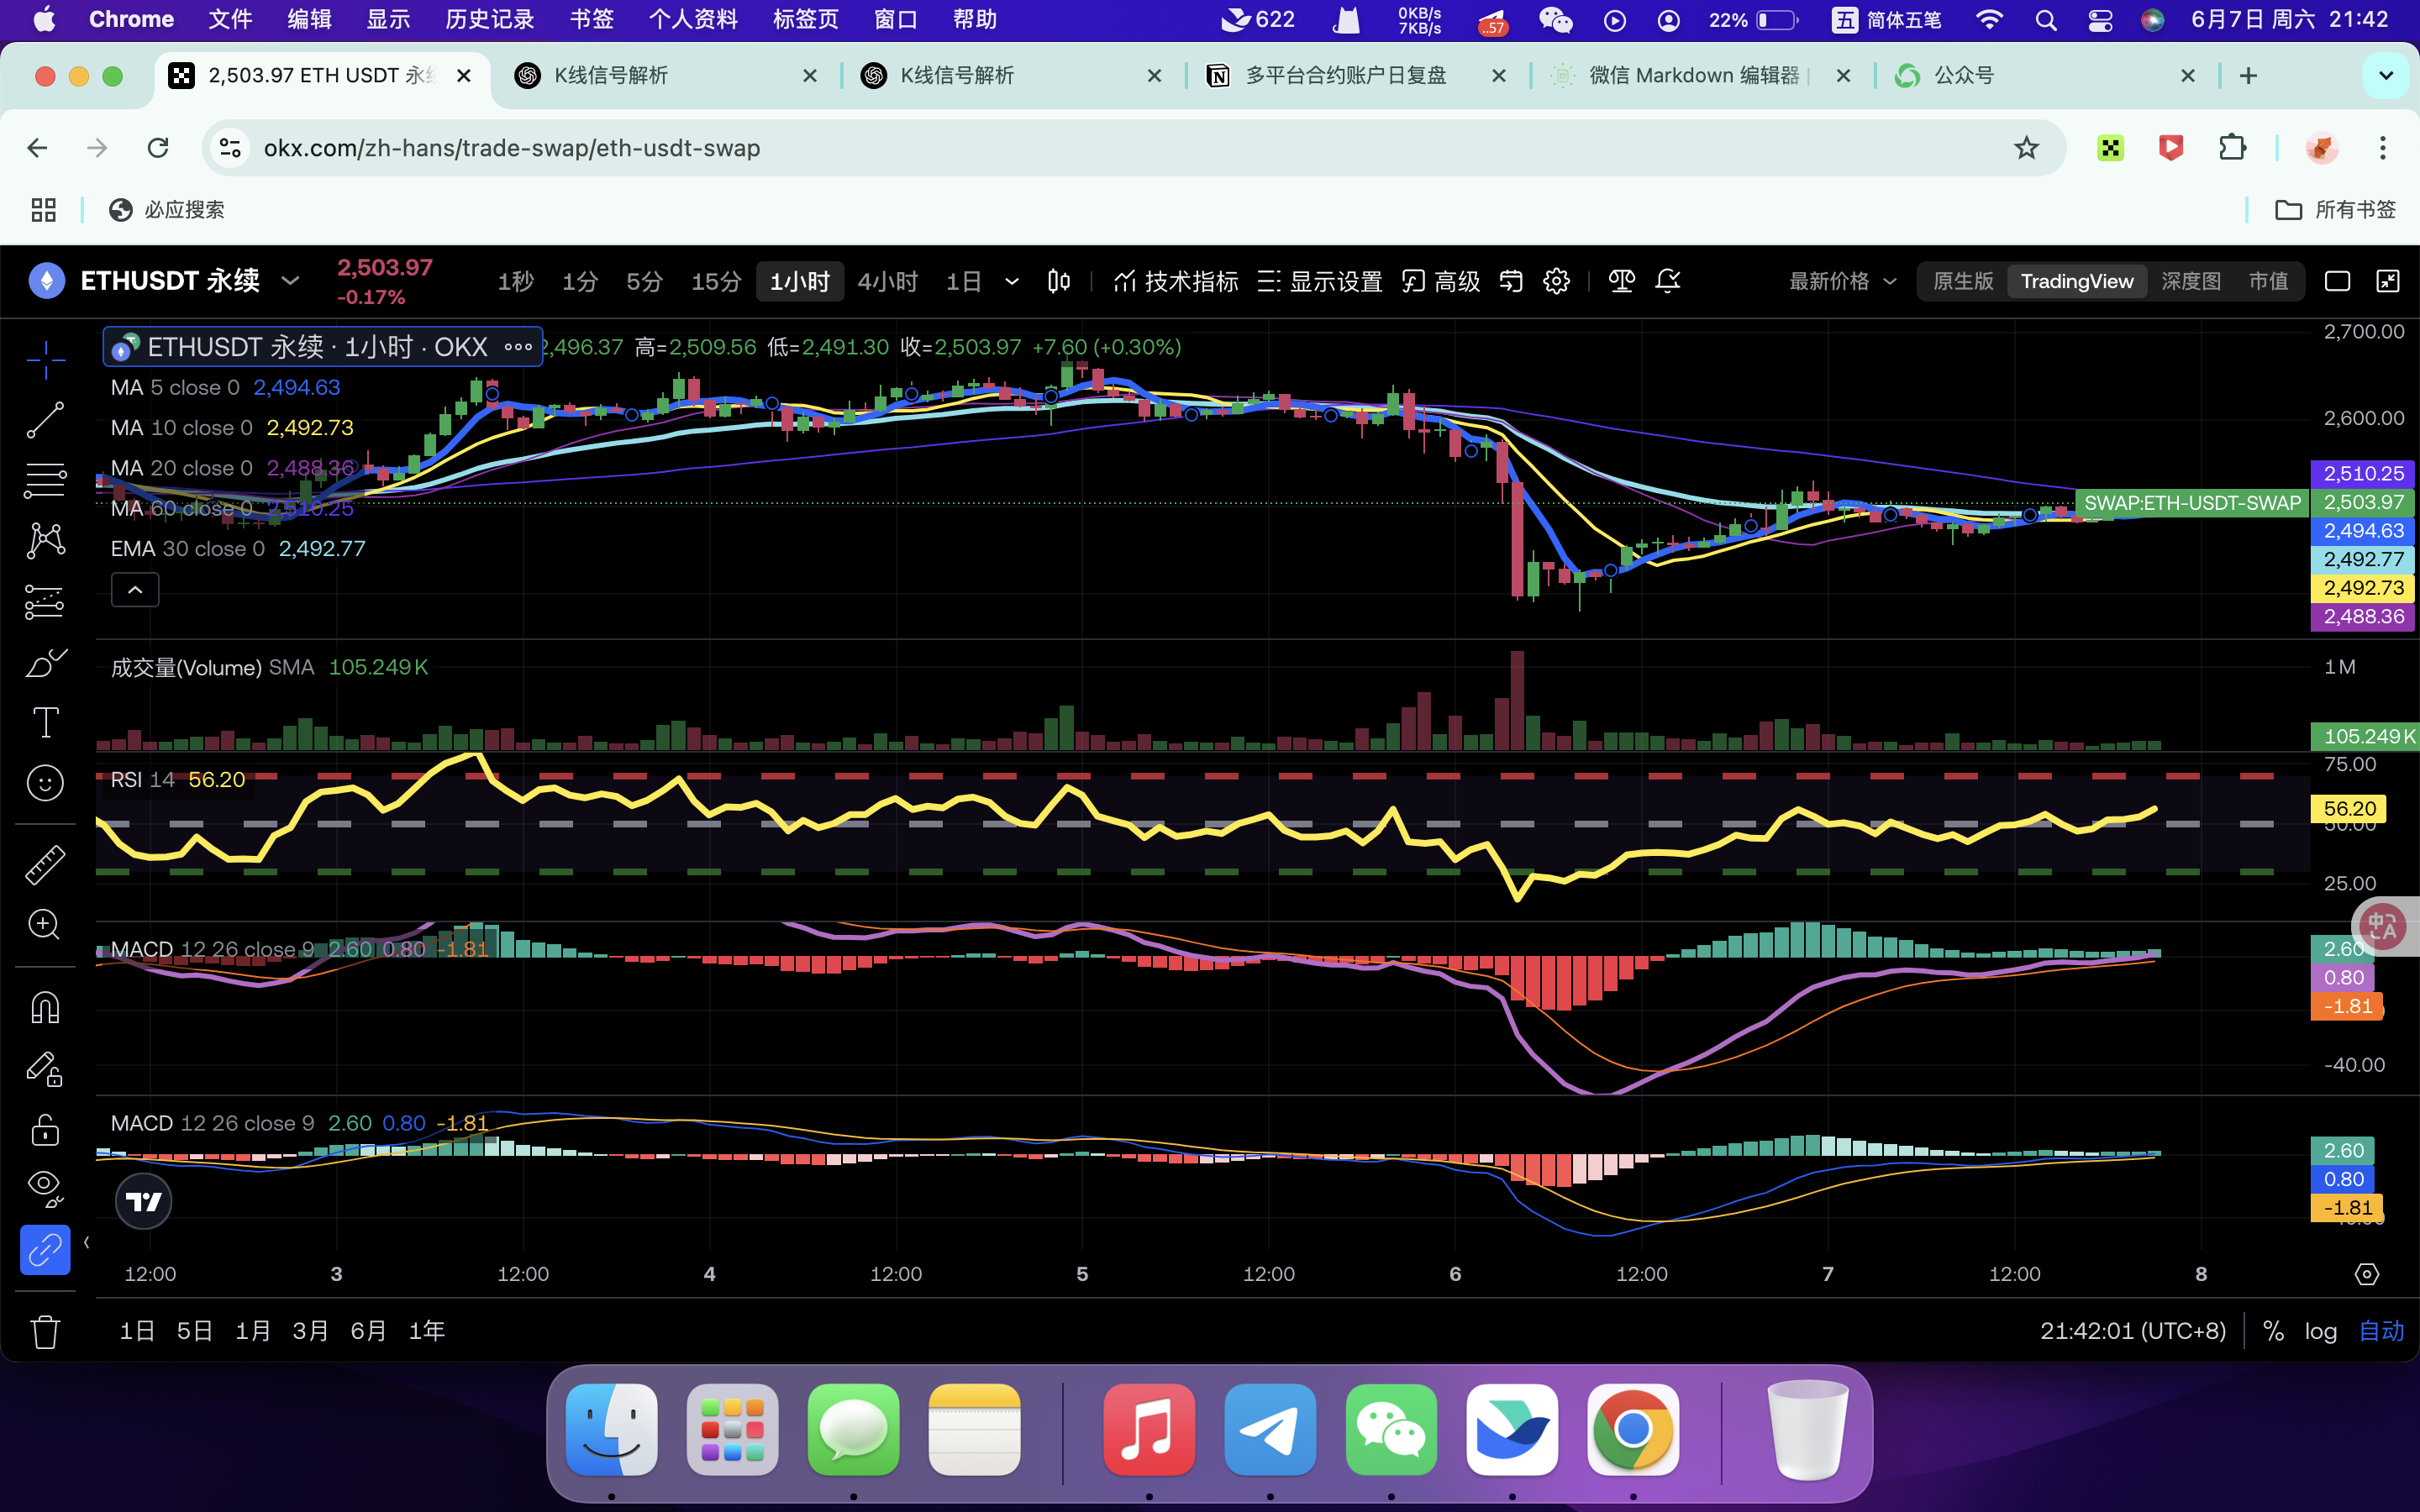 Chrome 文件 编辑 显示 历史记录 书签 个人资料 标签页 窗口 帮助 622 0KB/s 7KB/s ..57 22% 五 简体五笔 6月7日 周六 21:42
2,503.97 ETH USDT 永续 K线信号解析 K线信号解析 多平台合约账户日复盘 微信 Markdown 编辑器 公众号
okx.com/zh-hans/trade-swap/eth-usdt-swap
必应搜索 所有书签
ETHUSDT 永续 2,503.97 -0.17% 1秒 1分 5分 15分 1小时 4小时 1日 技术指标 显示设置 高级 最新价格 原生版 TradingView 深度图 市值
ETHUSDT 永续 · 1小时 · OKX 2,496.37 高=2,509.56 低=2,491.30 收=2,503.97 +7.60 (+0.30%)
2,700.00
MA 5 close 0 2,494.63
MA 10 close 0 2,492.73
2,600.00
MA 20 close 0 2,488.36
2,510.25
SWAP:ETH-USDT-SWAP 2,503.97
MA 60 close 0 2,510.25
2,494.63
EMA 30 close 0 2,492.77
2,492.77
2,492.73
2,488.36
成交量(Volume) SMA 105.249K
1M
105.249K
75.00
RSI 14 56.20
56.20
50.00
25.00
MACD 12 26 close 9 2.60 0.80 -1.81
2.60
0.80
-1.81
-40.00
MACD 12 26 close 9 2.60 0.80 -1.81
2.60
0.80
-1.81
12:00 3 12:00 4 12:00 5 12:00 6 12:00 7 12:00 8
1日 5日 1月 3月 6月 1年 21:42:01 (UTC+8) % log 自动